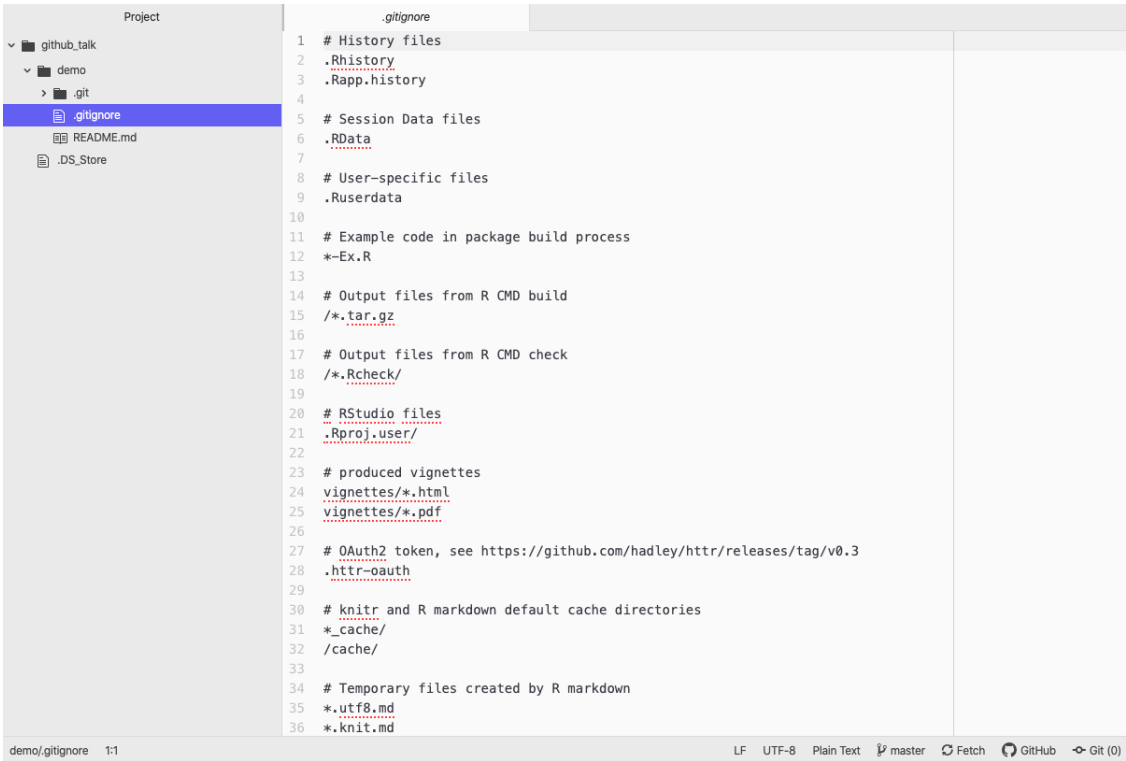 Project
github_talk
demo
.git
.gitignore
README.md
.DS_Store
.gitignore
1 # History files
2 .Rhistory
3 .Rapp.history
4
5 # Session Data files
6 .RData
7
8 # User-specific files
9 .Ruserdata
10
11 # Example code in package build process
12 *-Ex.R
13
14 # Output files from R CMD build
15 /*.tar.gz
16
17 # Output files from R CMD check
18 /*.Rcheck/
19
20 # RStudio files
21 .Rproj.user/
22
23 # produced vignettes
24 vignettes/*.html
25 vignettes/*.pdf
26
27 # OAuth2 token, see https://github.com/hadley/httr/releases/tag/v0.3
28 .httr-oauth
29
30 # knitr and R markdown default cache directories
31 *_cache/
32 /cache/
33
34 # Temporary files created by R markdown
35 *.utf8.md
36 *.knit.md
demo/.gitignore 1:1 LF UTF-8 Plain Text master Fetch GitHub Git (0)